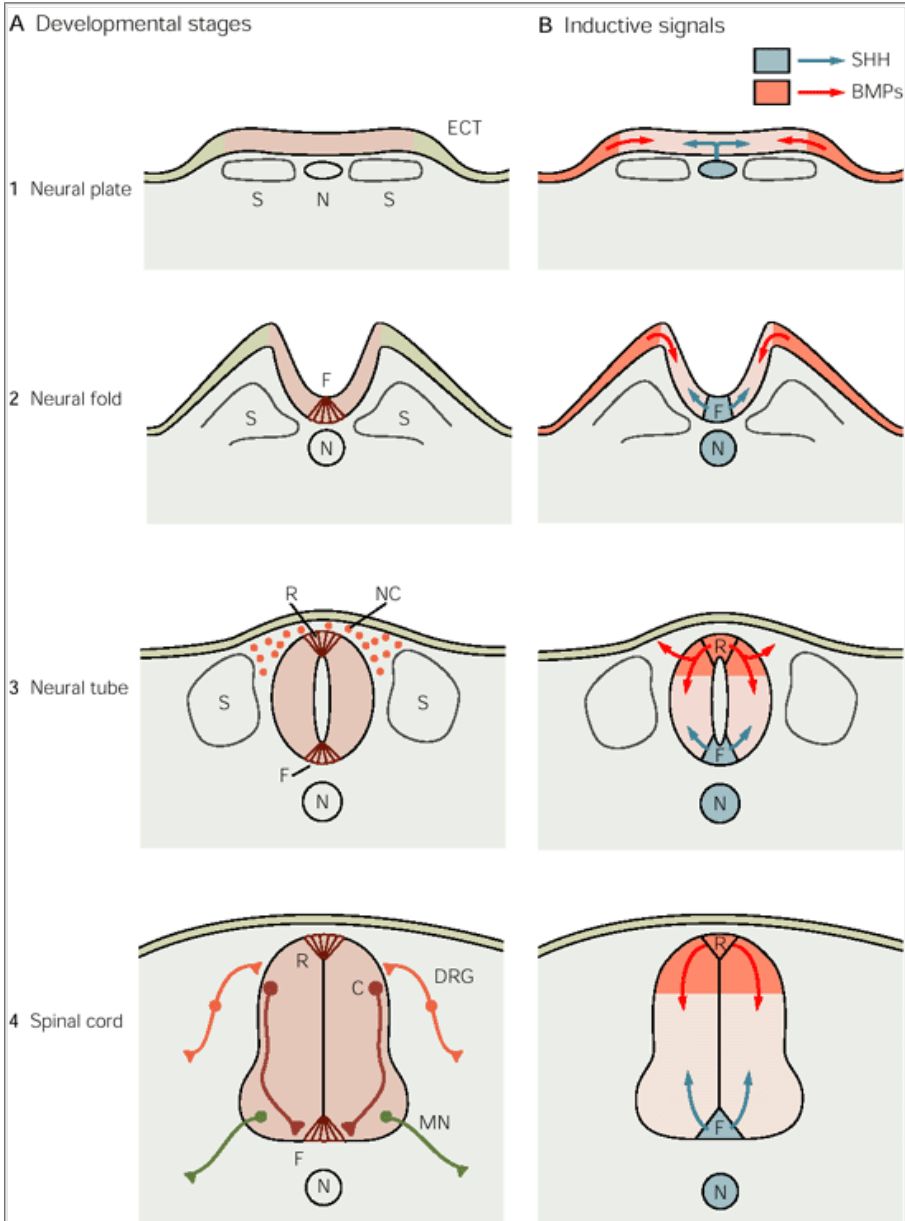 A Developmental stages
B Inductive signals
SHH
BMPs
ECT
1 Neural plate
S N S
F
F
2 Neural fold
S S
N
N
R NC
R
3 Neural tube
S S
F
F
N
N
R
R
DRG
C
4 Spinal cord
MN
F
F
N
N